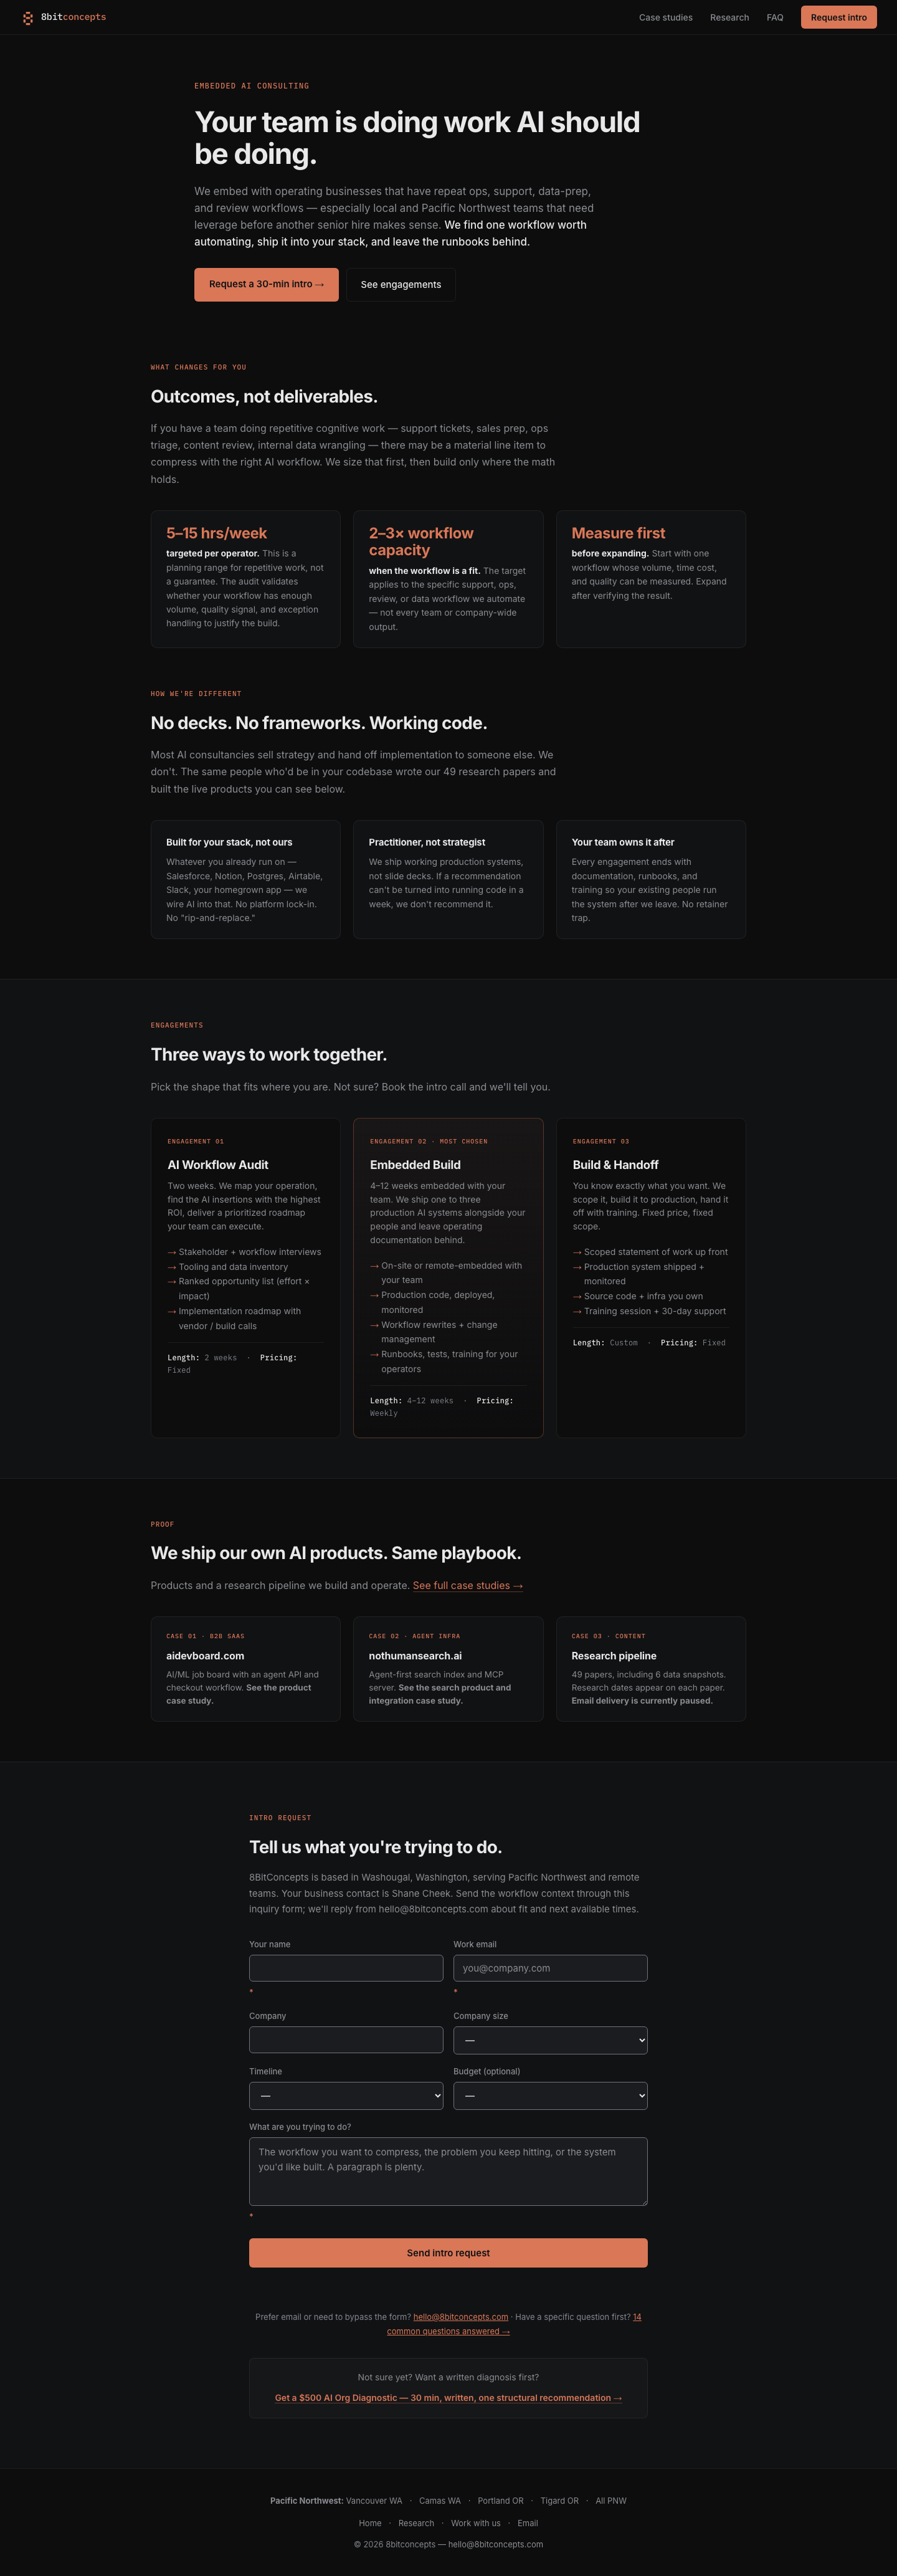 8bitconcepts
Case studies
Research
FAQ
Request intro
EMBEDDED AI CONSULTING
Your team is doing work AI should
be doing.
We embed with operating businesses that have repeat ops, support, data-prep,
and review workflows — especially local and Pacific Northwest teams that need
leverage before another senior hire makes sense. We find one workflow worth
automating, ship it into your stack, and leave the runbooks behind.
Request a 30-min intro →
See engagements
WHAT CHANGES FOR YOU
Outcomes, not deliverables.
If you have a team doing repetitive cognitive work — support tickets, sales prep, ops
triage, content review, internal data wrangling — there may be a material line item to
compress with the right AI workflow. We size that first, then build only where the math
holds.
5–15 hrs/week
targeted per operator. This is a
planning range for repetitive work, not
a guarantee. The audit validates
whether your workflow has enough
volume, quality signal, and exception
handling to justify the build.
2–3× workflow
capacity
when the workflow is a fit. The target
applies to the specific support, ops,
review, or data workflow we automate
— not every team or company-wide
output.
Measure first
before expanding. Start with one
workflow whose volume, time cost,
and quality can be measured. Expand
after verifying the result.
HOW WE'RE DIFFERENT
No decks. No frameworks. Working code.
Most AI consultancies sell strategy and hand off implementation to someone else. We
don't. The same people who'd be in your codebase wrote our 49 research papers and
built the live products you can see below.
Built for your stack, not ours
Whatever you already run on —
Salesforce, Notion, Postgres, Airtable,
Slack, your homegrown app — we
wire AI into that. No platform lock-in.
No "rip-and-replace."
Practitioner, not strategist
We ship working production systems,
not slide decks. If a recommendation
can't be turned into running code in a
week, we don't recommend it.
Your team owns it after
Every engagement ends with
documentation, runbooks, and
training so your existing people run
the system after we leave. No retainer
trap.
ENGAGEMENTS
Three ways to work together.
Pick the shape that fits where you are. Not sure? Book the intro call and we'll tell you.
ENGAGEMENT 01
AI Workflow Audit
Two weeks. We map your operation,
find the AI insertions with the highest
ROI, deliver a prioritized roadmap
your team can execute.
→ Stakeholder + workflow interviews
→ Tooling and data inventory
→ Ranked opportunity list (effort ×
impact)
→ Implementation roadmap with
vendor / build calls
Length: 2 weeks · Pricing:
Fixed
ENGAGEMENT 02 · MOST CHOSEN
Embedded Build
4–12 weeks embedded with your
team. We ship one to three
production AI systems alongside your
people and leave operating
documentation behind.
→ On-site or remote-embedded with
your team
→ Production code, deployed,
monitored
→ Workflow rewrites + change
management
→ Runbooks, tests, training for your
operators
Length: 4–12 weeks · Pricing:
Weekly
ENGAGEMENT 03
Build & Handoff
You know exactly what you want. We
scope it, build it to production, hand it
off with training. Fixed price, fixed
scope.
→ Scoped statement of work up front
→ Production system shipped +
monitored
→ Source code + infra you own
→ Training session + 30-day support
Length: Custom · Pricing: Fixed
PROOF
We ship our own AI products. Same playbook.
Products and a research pipeline we build and operate. See full case studies →
CASE 01 · B2B SAAS
aidevboard.com
AI/ML job board with an agent API and
checkout workflow. See the product
case study.
CASE 02 · AGENT INFRA
nothumansearch.ai
Agent-first search index and MCP
server. See the search product and
integration case study.
CASE 03 · CONTENT
Research pipeline
49 papers, including 6 data snapshots.
Research dates appear on each paper.
Email delivery is currently paused.
INTRO REQUEST
Tell us what you're trying to do.
8BitConcepts is based in Washougal, Washington, serving Pacific Northwest and remote
teams. Your business contact is Shane Cheek. Send the workflow context through this
inquiry form; we'll reply from hello@8bitconcepts.com about fit and next available times.
Your name
Work email
you@company.com
*
*
Company
Company size
—
Timeline
Budget (optional)
—
—
What are you trying to do?
The workflow you want to compress, the problem you keep hitting, or the system
you'd like built. A paragraph is plenty.
*
Send intro request
Prefer email or need to bypass the form? hello@8bitconcepts.com · Have a specific question first? 14
common questions answered →
Not sure yet? Want a written diagnosis first?
Get a $500 AI Org Diagnostic — 30 min, written, one structural recommendation →
Pacific Northwest: Vancouver WA · Camas WA · Portland OR · Tigard OR · All PNW
Home · Research · Work with us · Email
© 2026 8bitconcepts — hello@8bitconcepts.com